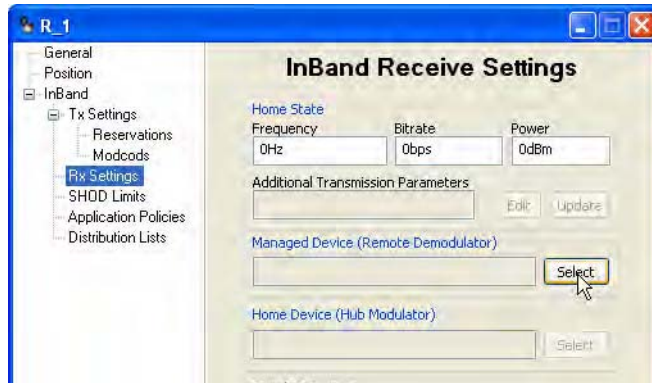 R_1
General
Position
InBand
Tx Settings
Reservations
Modcods
Rx Settings
SHOD Limits
Application Policies
Distribution Lists
InBand Receive Settings
Home State
Frequency Bitrate Power
0Hz 0bps 0dBm
Additional Transmission Parameters
Edit Update
Managed Device (Remote Demodulator)
Select
Home Device (Hub Modulator)
Select